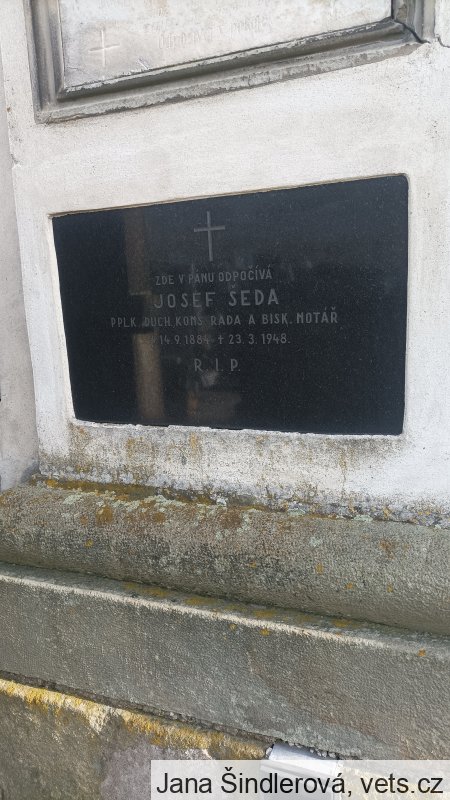 ZDE V PÁNU ODPOČÍVÁ
JOSEF ŠEDA
PPLK. DUCH. KONS. RADA A BISK. NOTÁŘ
* 14. 9. 1884 + 23. 3. 1948.
R. I. P.
Jana Šindlerová, vets.cz